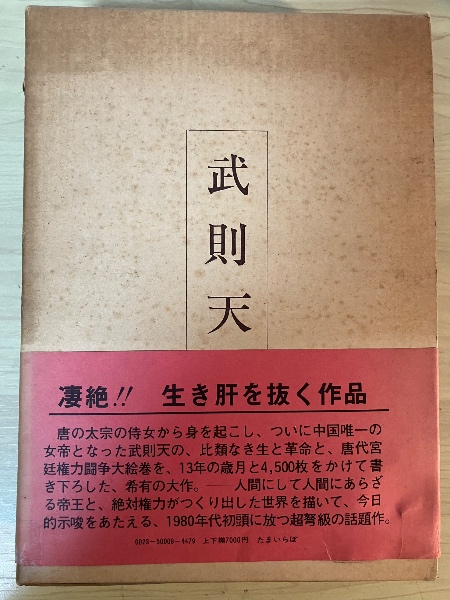 武則天
凄絶!! 生き肝を抜く作品
唐の太宗の侍女から身を起こし、ついに中国唯一の
女帝となった武則天の、比類なき生と革命と、唐代宮
廷権力闘争大絵巻を、13年の歳月と4,500枚をかけて書
き下ろした、希有の大作。——人間にして人間にあらざ
る帝王と、絶対権力がつくり出した世界を描いて、今日
的示唆をあたえる、1980年代初頭に放つ超弩級の話題作。
0023-50009-4479 上下揃7000円 たまいらぼ